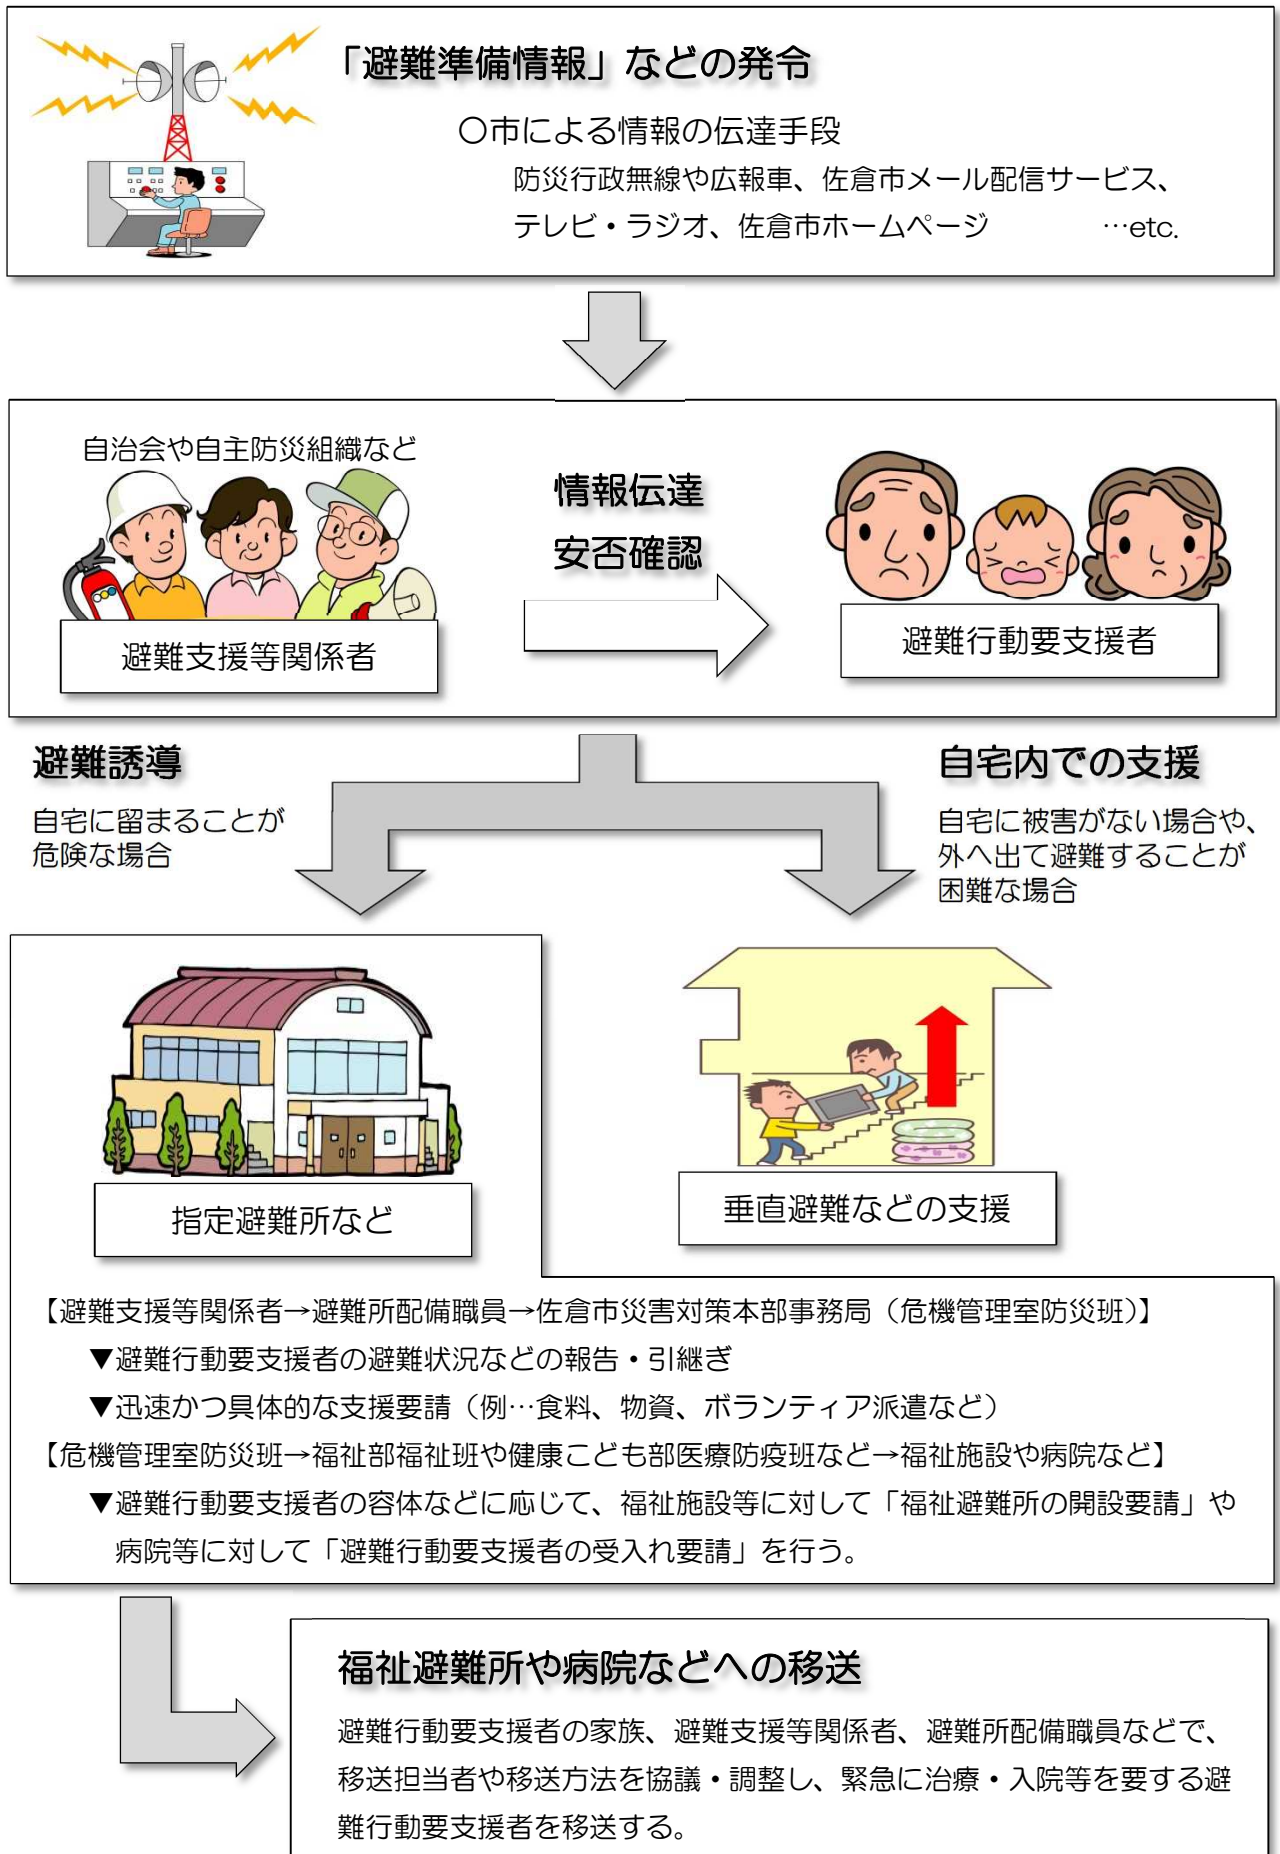 「避難準備情報」などの発令
〇市による情報の伝達手段
防災行政無線や広報車、佐倉市メール配信サービス、
テレビ・ラジオ、佐倉市ホームページ …etc.
自治会や自主防災組織など
情報伝達
安否確認
避難支援等関係者
避難行動要支援者
避難誘導
自宅に留まることが
危険な場合
自宅内での支援
自宅に被害がない場合や、
外へ出て避難することが
困難な場合
指定避難所など
垂直避難などの支援
【避難支援等関係者→避難所配備職員→佐倉市災害対策本部事務局（危機管理室防災班）】
▼避難行動要支援者の避難状況などの報告・引継ぎ
▼迅速かつ具体的な支援要請（例…食料、物資、ボランティア派遣など）
【危機管理室防災班→福祉部福祉班や健康こども部医療防疫班など→福祉施設や病院など】
▼避難行動要支援者の容体などに応じて、福祉施設等に対して「福祉避難所の開設要請」や
病院等に対して「避難行動要支援者の受入れ要請」を行う。
福祉避難所や病院などへの移送
避難行動要支援者の家族、避難支援等関係者、避難所配備職員などで、
移送担当者や移送方法を協議・調整し、緊急に治療・入院等を要する避
難行動要支援者を移送する。